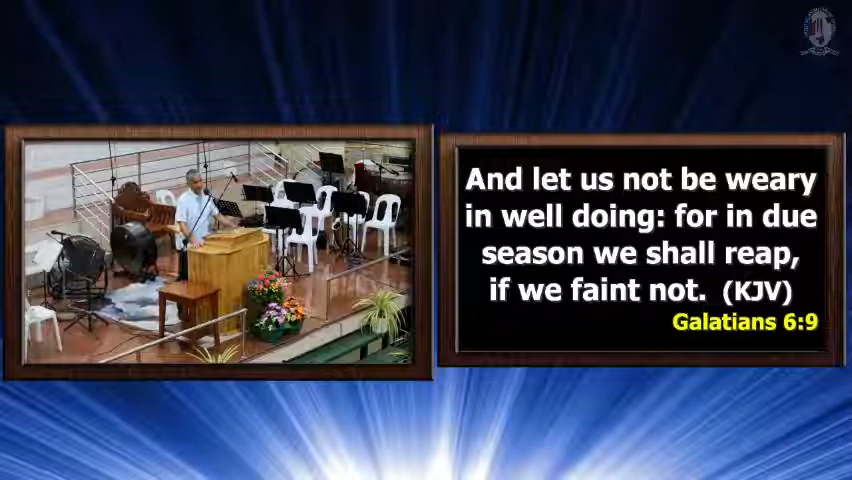 And let us not be weary
in well doing: for in due
season we shall reap,
if we faint not.  (KJV)
Galatians 6:9